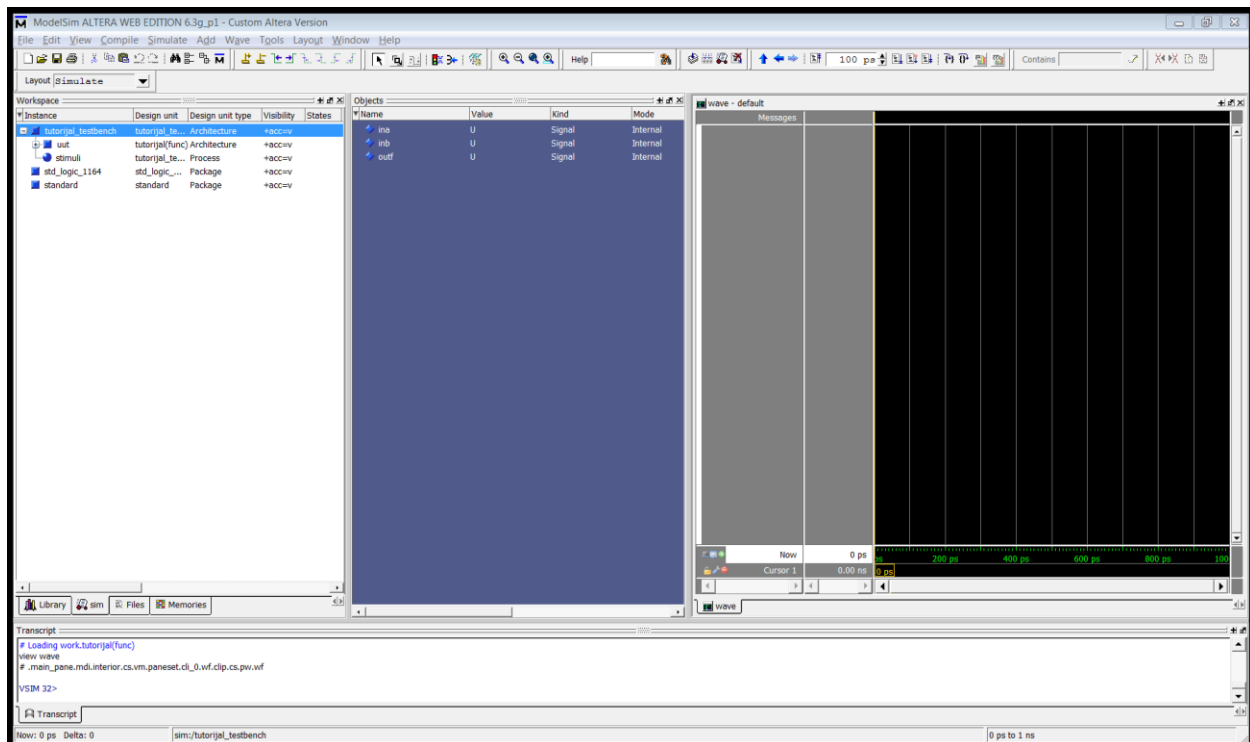 ModelSim ALTERA WEB EDITION 6.3g_p1 - Custom Altera Version
File Edit View Compile Simulate Add Wave Tools Layout Window Help
Help 100 ps Contains
Layout Simulate
Workspace
Instance Design unit Design unit type Visibility States
tutorijal_testbench tutorijal_te... Architecture +acc=v
uut tutorijal(func) Architecture +acc=v
stimuli tutorijal_te... Process +acc=v
std_logic_1164 std_logic_... Package +acc=v
standard standard Package +acc=v
Library sim Files Memories
Objects
Name Value Kind Mode
ina U Signal Internal
inb U Signal Internal
outf U Signal Internal
wave - default
Messages
Now 0 ps ps 200 ps 400 ps 600 ps 800 ps 100
Cursor 1 0.00 ns 0 ps
wave
Transcript
# Loading work.tutorijal(func)
view wave
# .main_pane.mdi.interior.cs.vm.paneset.cli_0.wf.clip.cs.pw.wf
VSIM 32>
Transcript
Now: 0 ps Delta: 0 sim:/tutorijal_testbench 0 ps to 1 ns